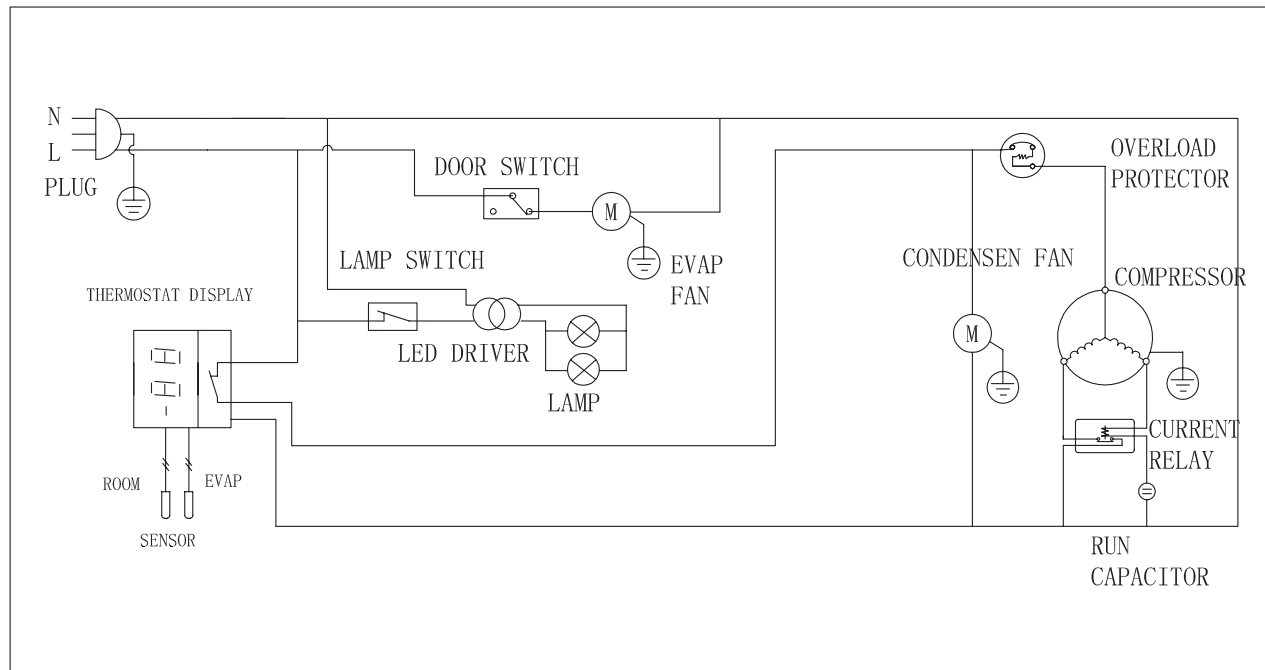 N
L
PLUG
DOOR SWITCH
M
EVAP
FAN
LAMP SWITCH
LED DRIVER
LAMP
THERMOSTAT DISPLAY
ROOM
EVAP
SENSOR
OVERLOAD
PROTECTOR
CONDENSEN FAN
M
COMPRESSOR
CURRENT
RELAY
RUN
CAPACITOR